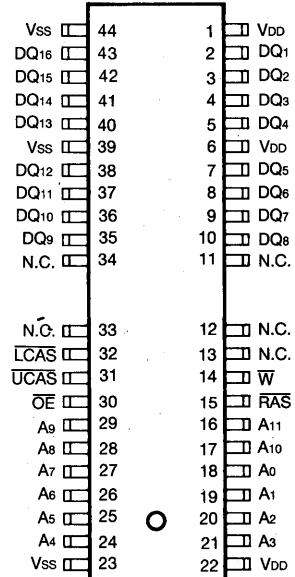 Vss 44 1 VDD
DQ16 43 2 DQ1
DQ15 42 3 DQ2
DQ14 41 4 DQ3
DQ13 40 5 DQ4
Vss 39 6 VDD
DQ12 38 7 DQ5
DQ11 37 8 DQ6
DQ10 36 9 DQ7
DQ9 35 10 DQ8
N.C. 34 11 N.C.
N.C. 33 12 N.C.
LCAS 32 13 N.C.
UCAS 31 14 W
OE 30 15 RAS
A9 29 16 A11
A8 28 17 A10
A7 27 18 A0
A6 26 19 A1
A5 25 20 A2
A4 24 21 A3
Vss 23 22 VDD